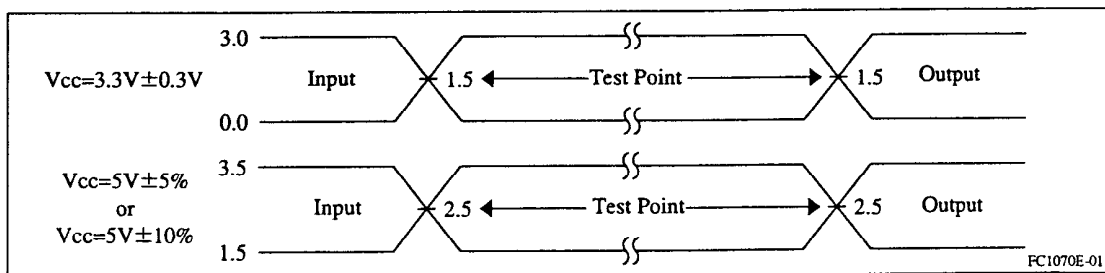 3.0
Vcc=3.3V±0.3V Input 1.5 Test Point 1.5 Output
0.0
3.5
Vcc=5V±5%
or
Vcc=5V±10%
Input 2.5 Test Point 2.5 Output
1.5
FC1070E-01